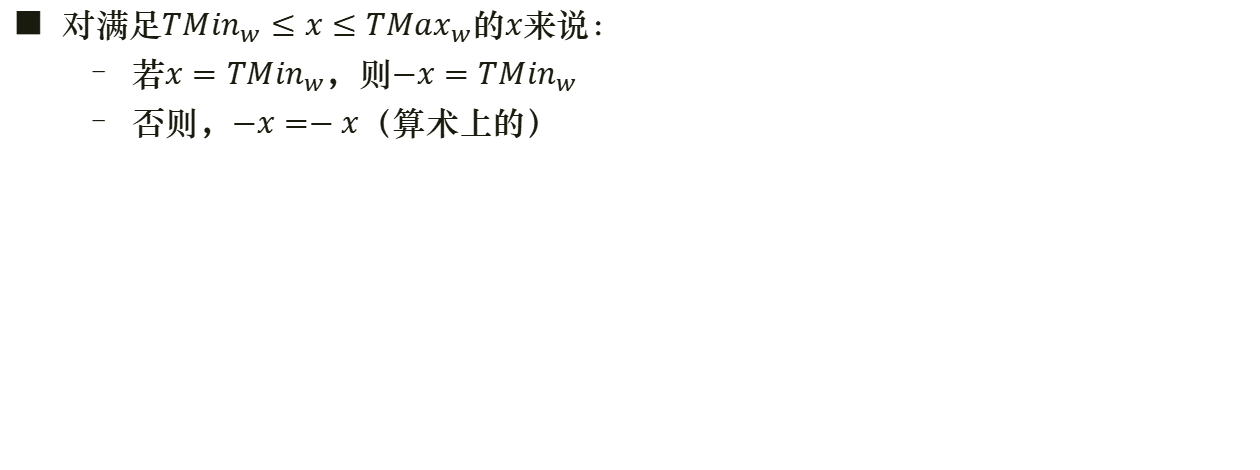 ■ 对满足TMin_w ≤ x ≤ TMax_w的x来说：
– 若x = TMin_w，则−x = TMin_w
– 否则，−x =− x（算术上的）